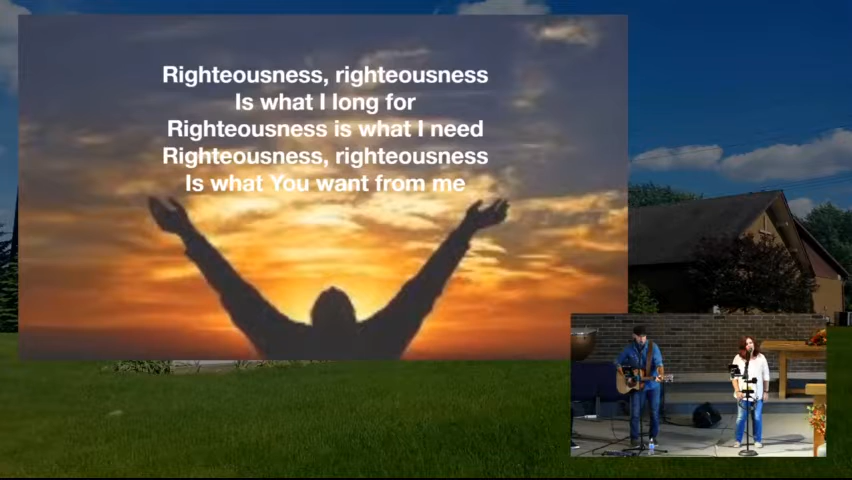 Righteousness, righteousness
Is what I long for
Righteousness is what I need
Righteousness, righteousness
Is what You want from me